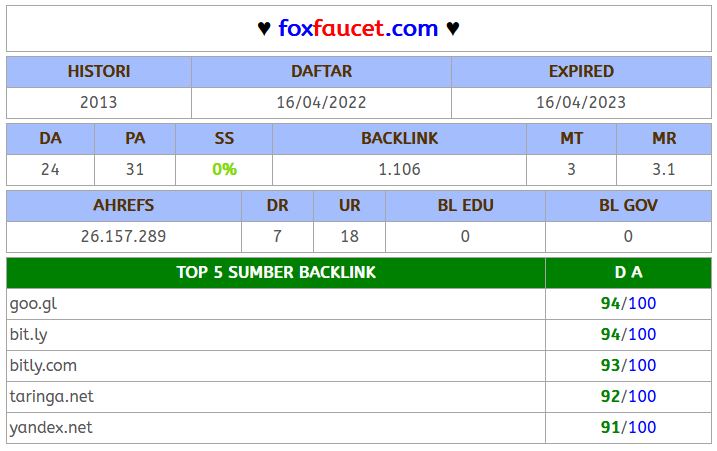 ♥ foxfaucet.com ♥
HISTORI DAFTAR EXPIRED
2013 16/04/2022 16/04/2023
DA PA SS BACKLINK MT MR
24 31 0% 1.106 3 3.1
AHREFS DR UR BL EDU BL GOV
26.157.289 7 18 0 0
TOP 5 SUMBER BACKLINK D A
goo.gl 94/100
bit.ly 94/100
bitly.com 93/100
taringa.net 92/100
yandex.net 91/100